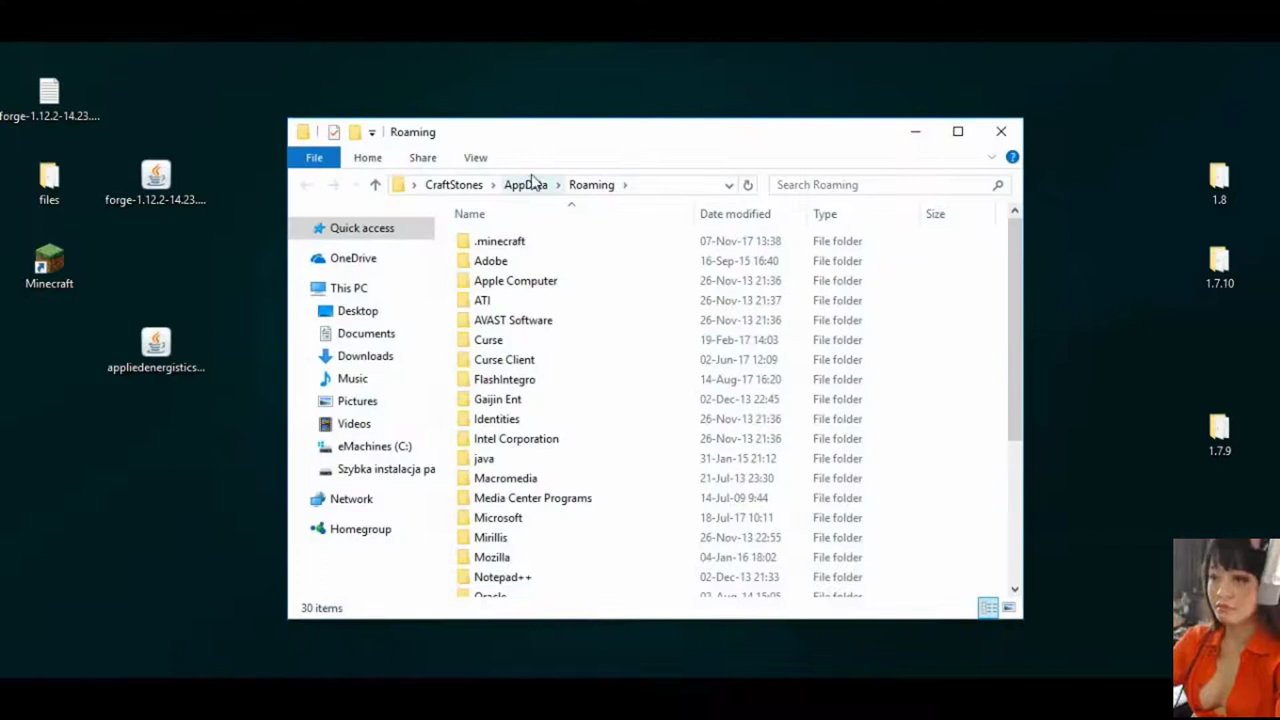 forge-1.12.2-14.23....
files
forge-1.12.2-14.23....
Minecraft
appliedenergistics...
Roaming
File Home Share View
CraftStones AppData Roaming
Search Roaming
Quick access
OneDrive
This PC
Desktop
Documents
Downloads
Music
Pictures
Videos
eMachines (C:)
Szybka instalacja pa
Network
Homegroup
Name Date modified Type Size
.minecraft 07-Nov-17 13:38 File folder
Adobe 16-Sep-15 16:40 File folder
Apple Computer 26-Nov-13 21:36 File folder
ATI 26-Nov-13 21:37 File folder
AVAST Software 26-Nov-13 21:36 File folder
Curse 19-Feb-17 14:03 File folder
Curse Client 02-Jun-17 12:09 File folder
FlashIntegro 14-Aug-17 16:20 File folder
Gaijin Ent 02-Dec-13 22:45 File folder
Identities 26-Nov-13 21:36 File folder
Intel Corporation 26-Nov-13 21:36 File folder
java 31-Jan-15 21:12 File folder
Macromedia 21-Jul-13 23:30 File folder
Media Center Programs 14-Jul-09 9:44 File folder
Microsoft 18-Jul-17 10:11 File folder
Mirillis 26-Nov-13 22:55 File folder
Mozilla 04-Jan-16 18:02 File folder
Notepad++ 02-Dec-13 21:33 File folder
Oracle 02-Aug-14 15:05 File folder
30 items
1.8
1.7.10
1.7.9